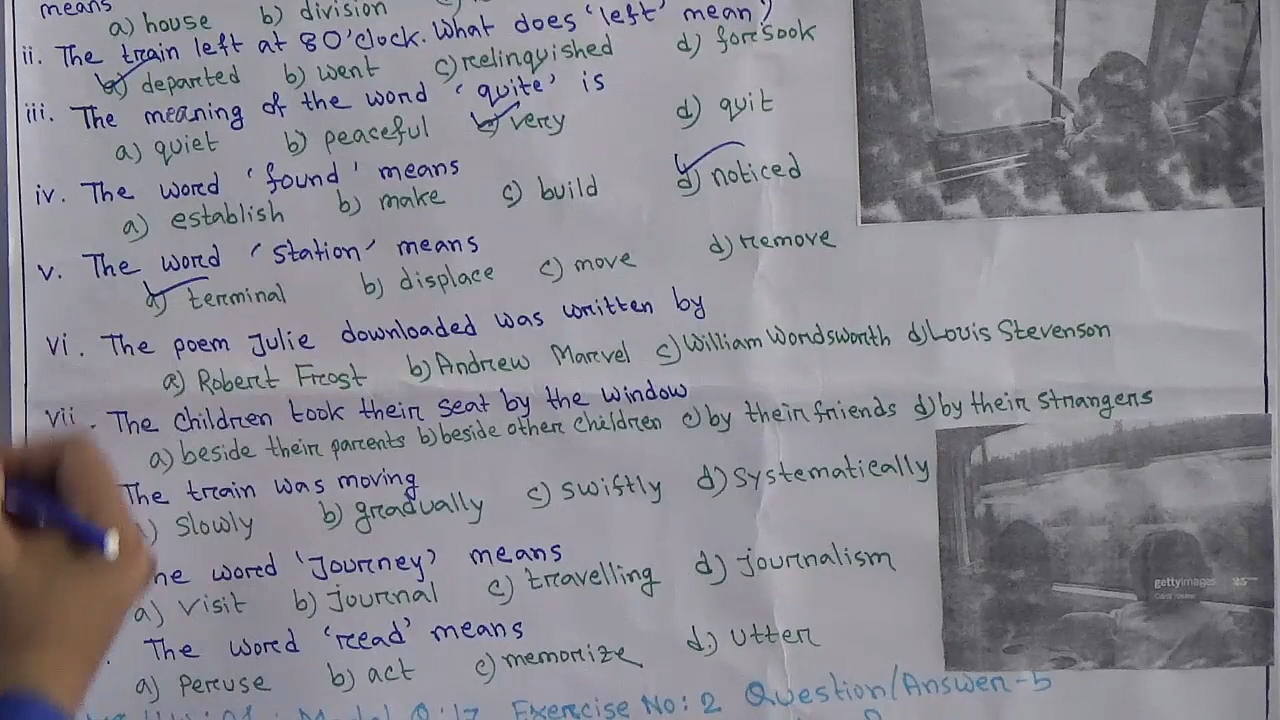 means
a) house b) division
ii. The train left at 8 O'clock. What does 'left' mean?
a) departed b) went c) relinquished d) foresook
iii. The meaning of the word 'quite' is
a) quiet b) peaceful c) very d) quit
iv. The word 'found' means
a) establish b) make c) build d) noticed
v. The word 'station' means
a) terminal b) displace c) move d) remove
vi. The poem Julie downloaded was written by
a) Robert Frost b) Andrew Marvel c) William Wordsworth d) Louis Stevenson
vii. The children took their seat by the window
a) beside their parents b) beside other children c) by their friends d) by their strangers
The train was moving
) slowly b) gradually c) swiftly d) systematically
he word 'Journey' means
a) visit b) journal c) travelling d) journalism
The word 'read' means
a) peruse b) act c) memorize d) utter
Exercise No: 2 Question/Answer-5
gettyimages